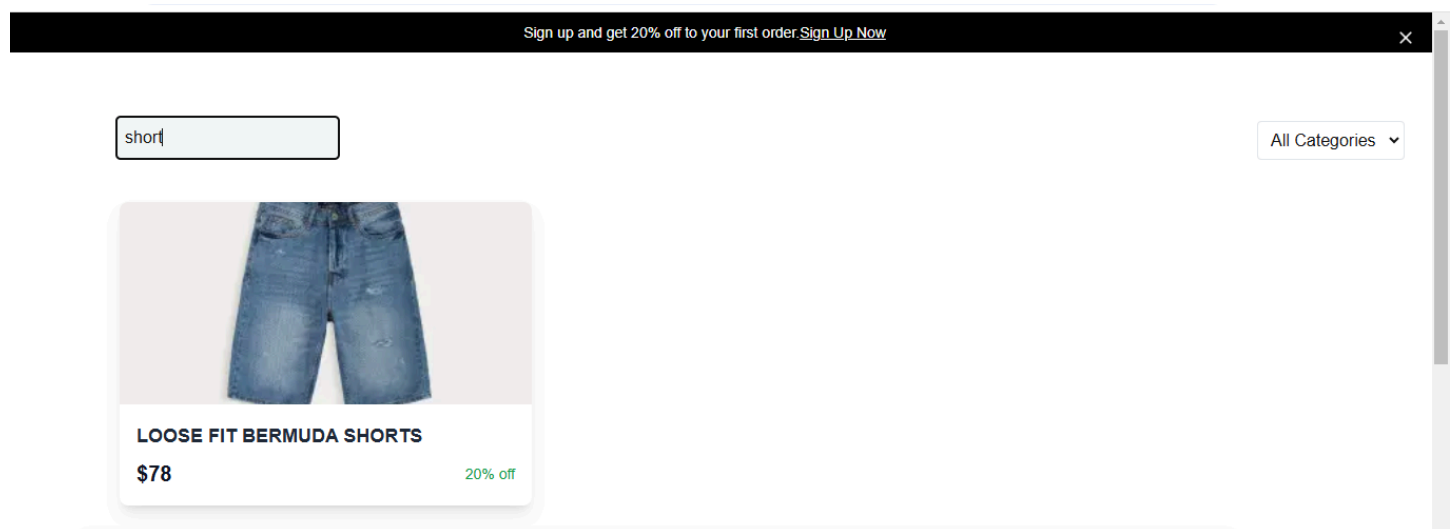 Sign up and get 20% off to your first order.Sign Up Now
short
All Categories
LOOSE FIT BERMUDA SHORTS
$78
20% off